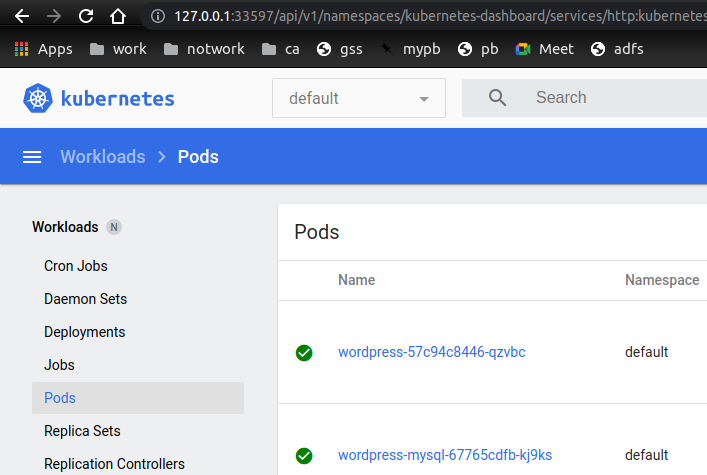 127.0.0.1:33597/api/v1/namespaces/kubernetes-dashboard/services/http:kubernetes
Apps work notwork ca gss mypb pb Meet adfs
kubernetes default Search
Workloads Pods
Workloads N
Cron Jobs
Daemon Sets
Deployments
Jobs
Pods
Replica Sets
Replication Controllers
Pods
Name Namespace
wordpress-57c94c8446-qzvbc default
wordpress-mysql-67765cdfb-kj9ks default